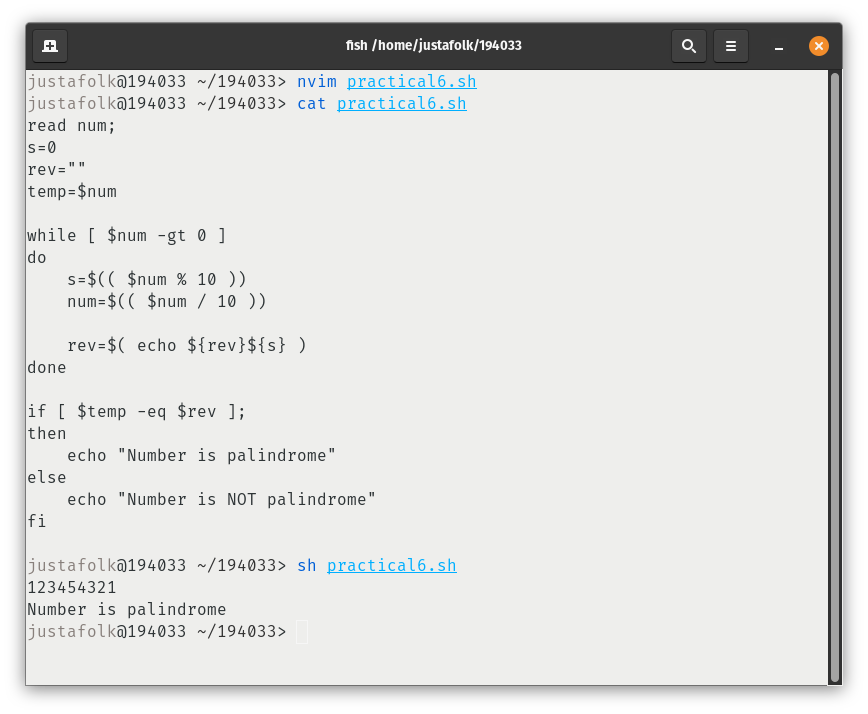 fish /home/justafolk/194033
justafolk@194033 ~/194033> nvim practical6.sh
justafolk@194033 ~/194033> cat practical6.sh
read num;
s=0
rev=""
temp=$num

while [ $num -gt 0 ]
do
    s=$(( $num % 10 ))
    num=$(( $num / 10 ))

    rev=$( echo ${rev}${s} )
done

if [ $temp -eq $rev ];
then
    echo "Number is palindrome"
else
    echo "Number is NOT palindrome"
fi

justafolk@194033 ~/194033> sh practical6.sh
123454321
Number is palindrome
justafolk@194033 ~/194033>